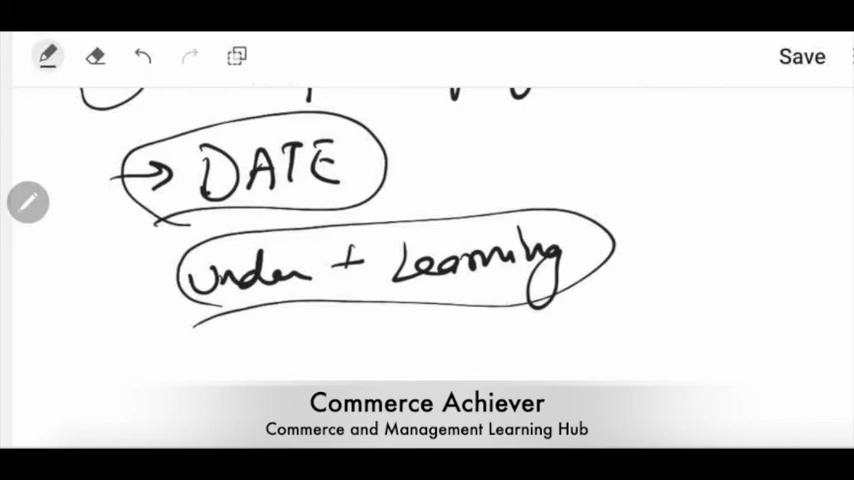 Save
→ DATE
under + Learning
Commerce Achiever
Commerce and Management Learning Hub